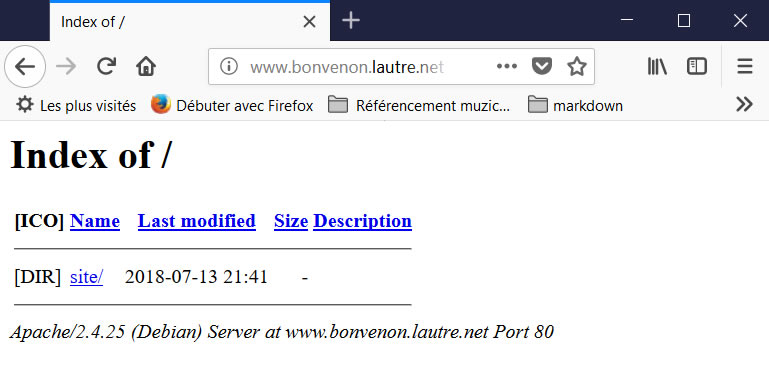 Index of /
www.bonvenon.lautre.net
Les plus visités Débuter avec Firefox Référencement muzic... markdown
Index of /
[ICO] Name Last modified Size Description
[DIR] site/ 2018-07-13 21:41 -
Apache/2.4.25 (Debian) Server at www.bonvenon.lautre.net Port 80